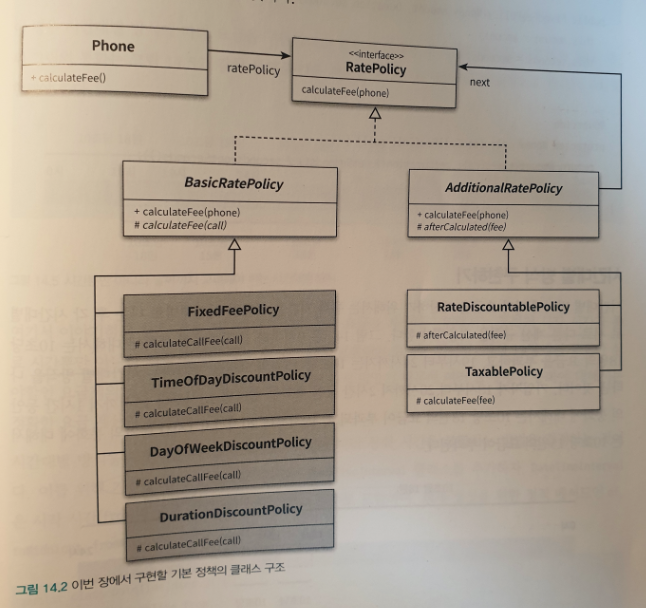 Phone
+ calculateFee()
ratePolicy
<<interface>>
RatePolicy
calculateFee(phone)
next
BasicRatePolicy
+ calculateFee(phone)
# calculateFee(call)
AdditionalRatePolicy
+ calculateFee(phone)
# afterCalculated(fee)
FixedFeePolicy
# calculateCallFee(call)
TimeOfDayDiscountPolicy
# calculateCallFee(call)
DayOfWeekDiscountPolicy
# calculateCallFee(call)
DurationDiscountPolicy
# calculateCallFee(call)
RateDiscountablePolicy
# afterCalculated(fee)
TaxablePolicy
# calculateFee(fee)
그림 14.2 이번 장에서 구현할 기본 정책의 클래스 구조